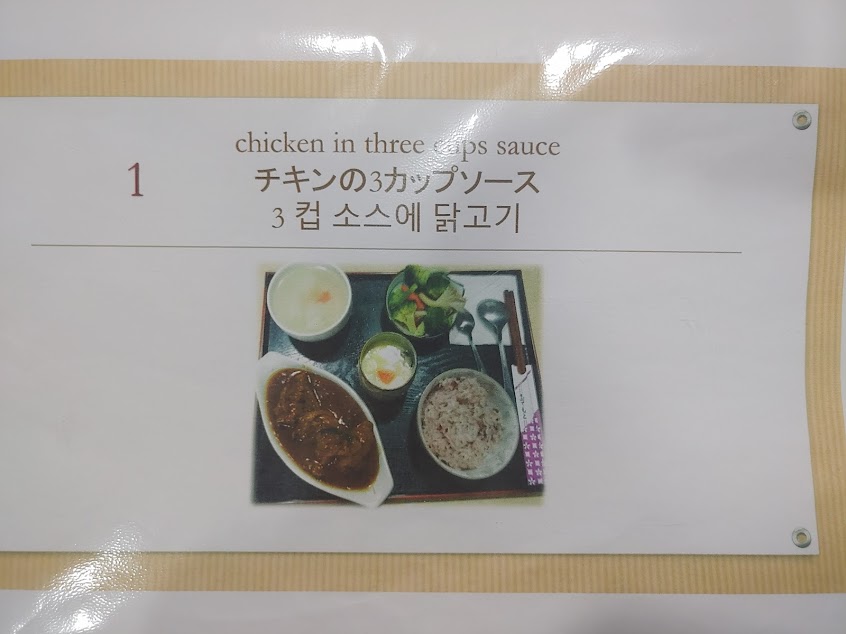 chicken in three cups sauce
1
チキンの3カップソース
3 컵 소스에 닭고기